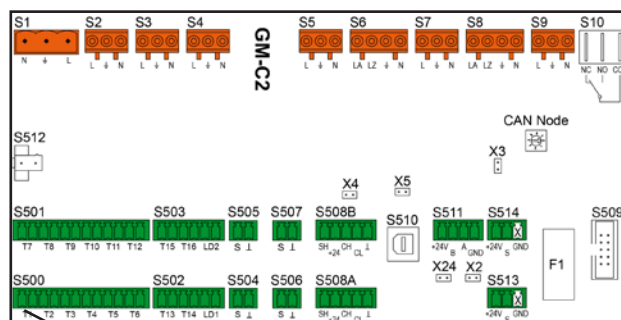 S1 S2 S3 S4 S5 S6 S7 S8 S9 S10
N ⏚ L L ⏚ N L ⏚ N L ⏚ N L ⏚ N LA LZ ⏚ N L ⏚ N LA LZ ⏚ N L ⏚ N NC NO
GM-C2
CAN Node
S512
X3
X4 X5
S501 S503 S505 S507 S508B S510 S511 S514 S509
T7 T8 T9 T10 T11 T12 T15 T16 LD2 S ⊥ S ⊥ SH +24 CH CL ⊥ +24V B A GND +24V S GND
X24 X2
F1
S500 S502 S504 S506 S508A S513
T2 T3 T4 T5 T6 T13 T14 LD1 S ⊥ S ⊥ SH +24 CH CL ⊥ +24V S GND